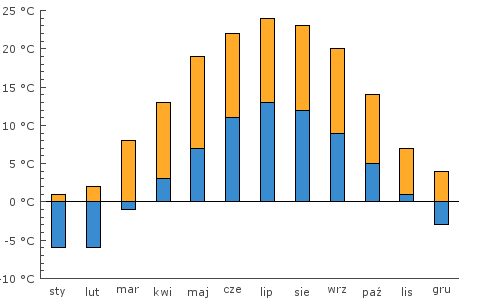 25 °C
20 °C
15 °C
10 °C
5 °C
0 °C
-5 °C
-10 °C
sty lut mar kwi maj cze lip sie wrz paź lis gru